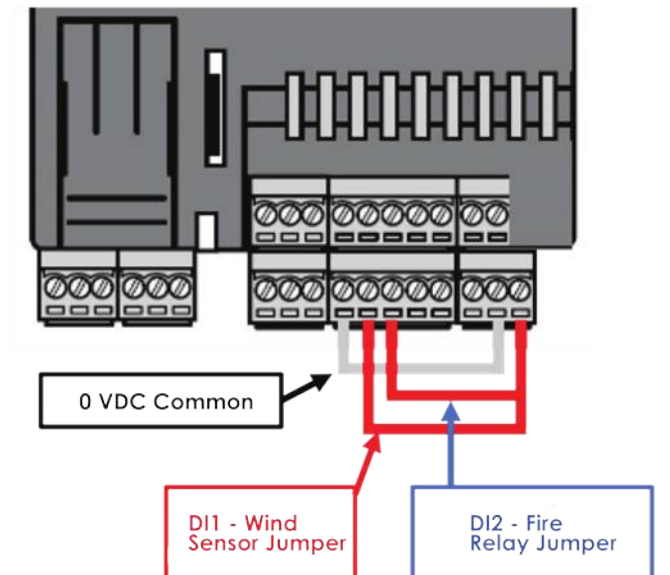 0 VDC Common
DI1 - Wind
Sensor Jumper
DI2 - Fire
Relay Jumper